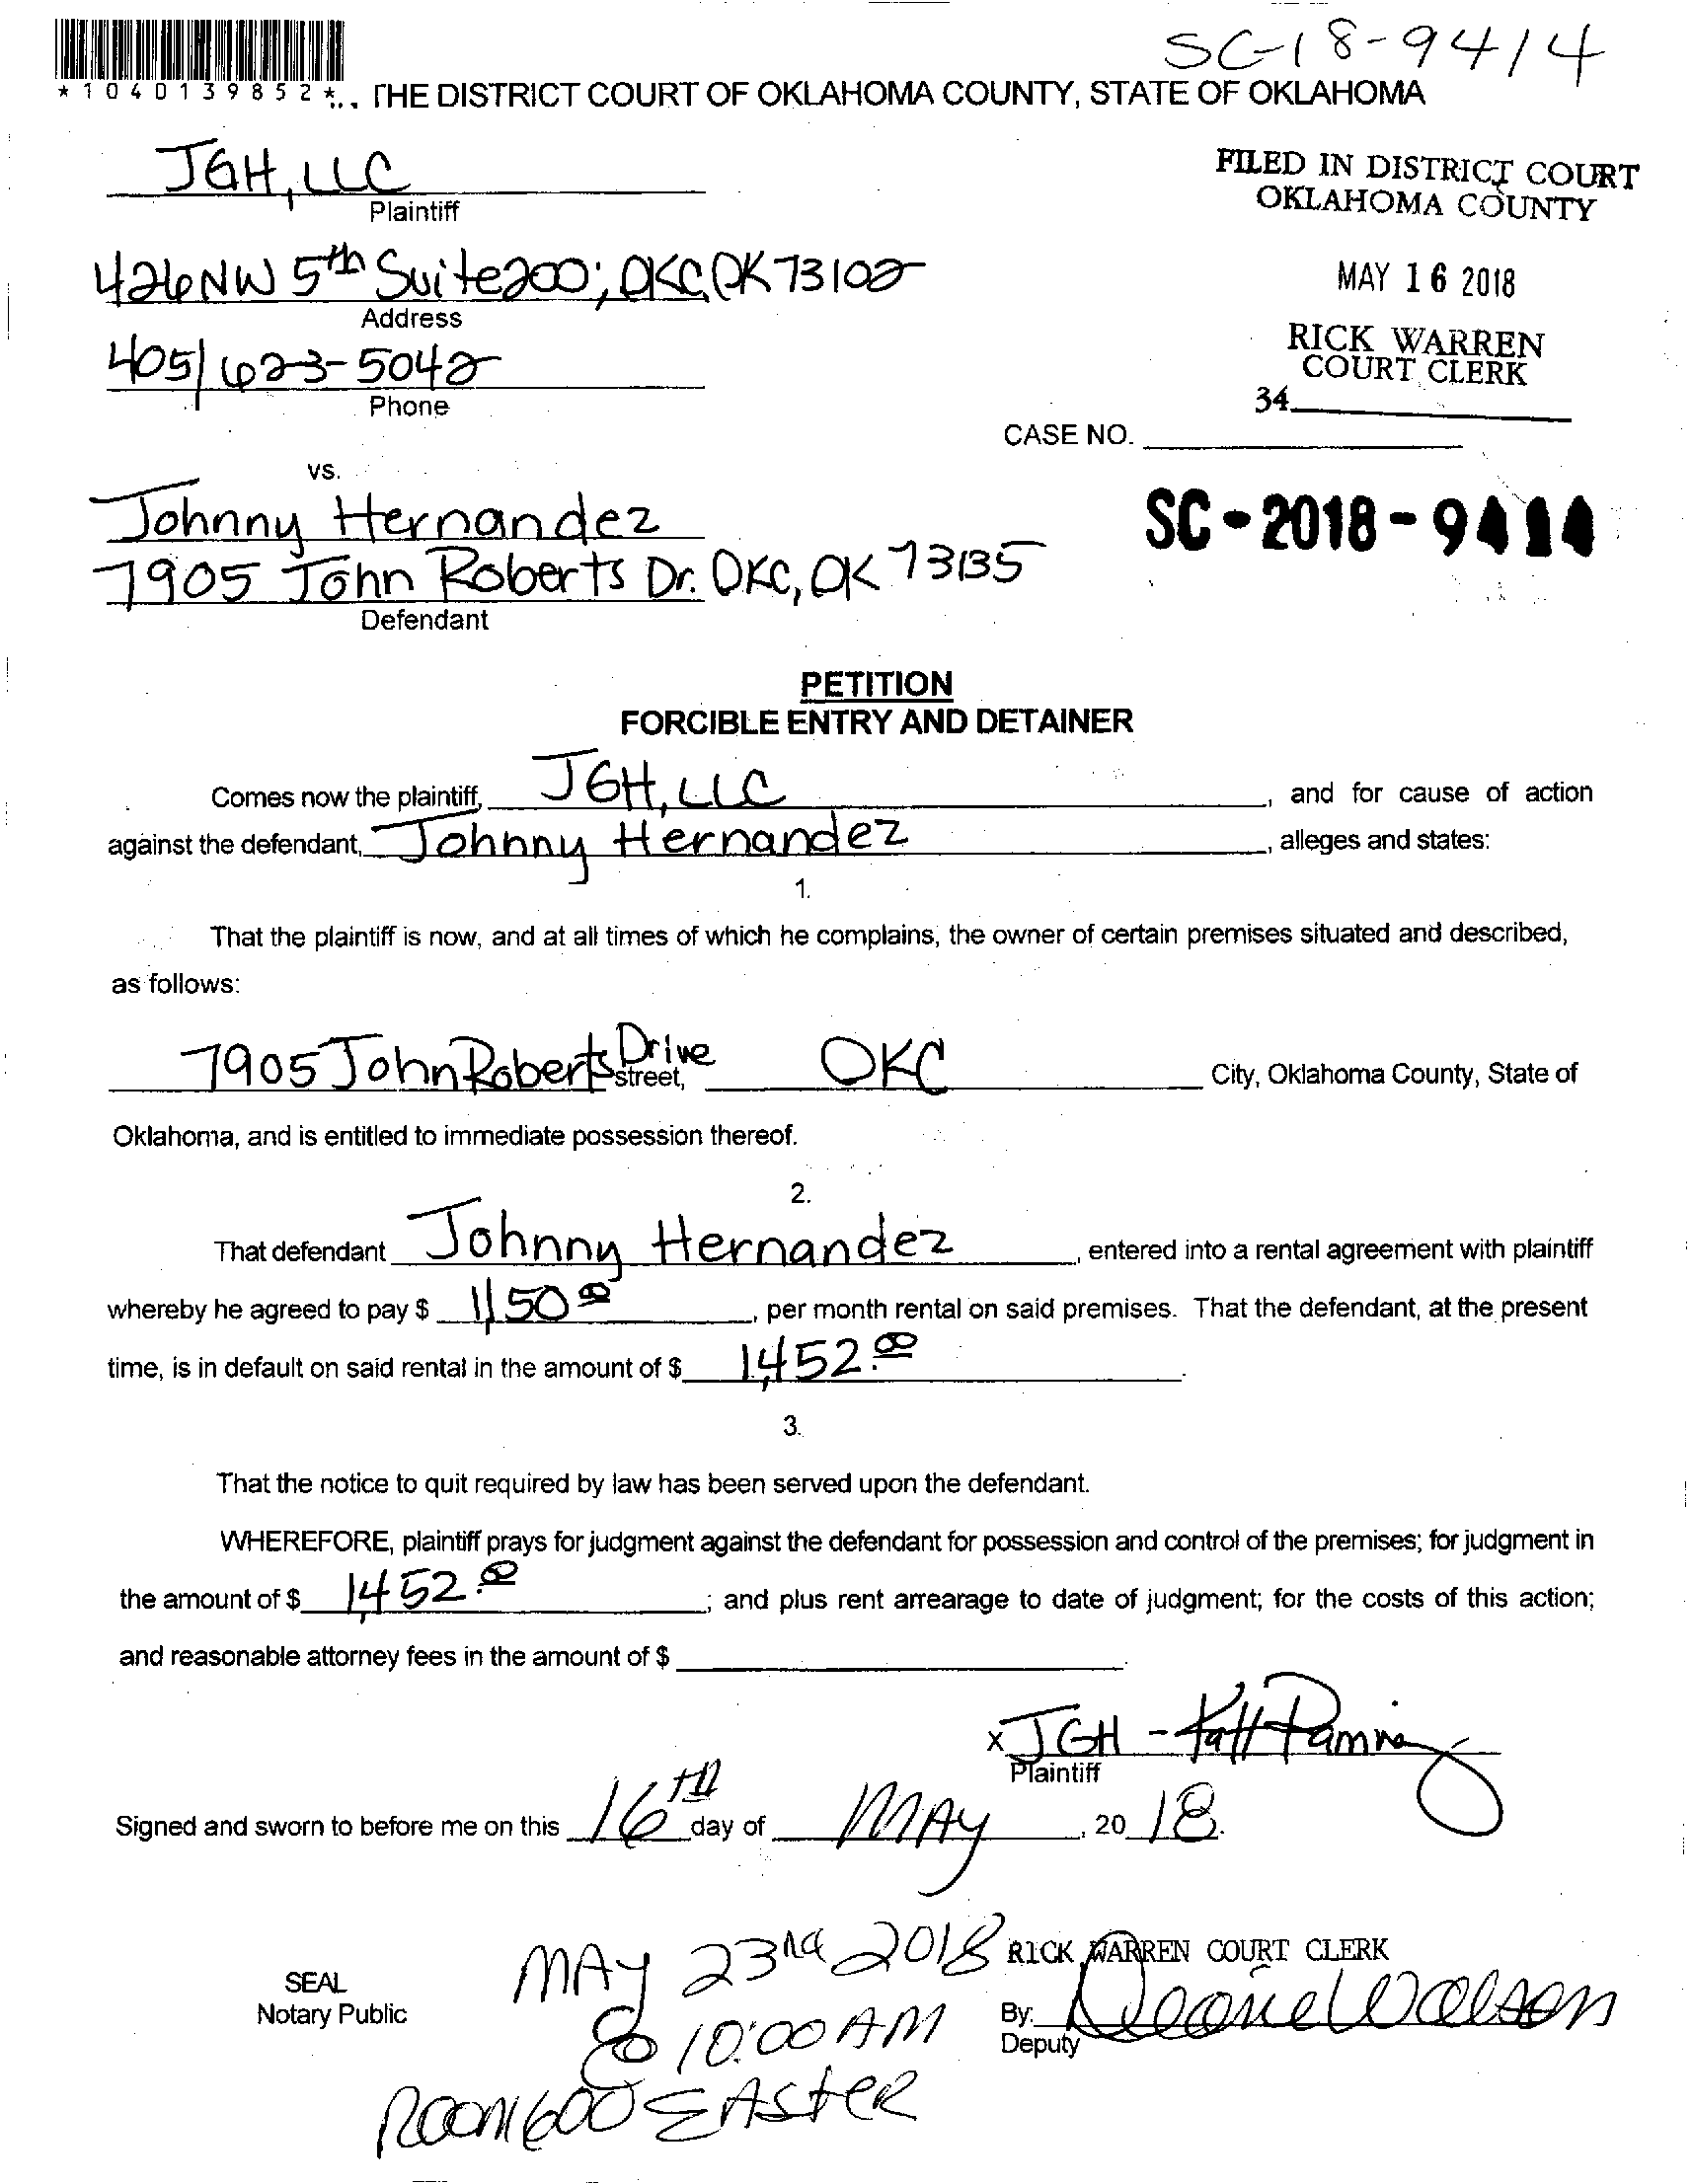 SC-18-9414
*1040139852*
THE DISTRICT COURT OF OKLAHOMA COUNTY, STATE OF OKLAHOMA
JGH, LLC
Plaintiff
FILED IN DISTRICT COURT
OKLAHOMA COUNTY
426 NW 5th Suite 200; OKC, OK 73102
Address
MAY 16 2018
405/623-5042
Phone
RICK WARREN
COURT CLERK
34
CASE NO.
vs.
Johnny Hernandez
SC-2018-9414
7905 John Roberts Dr. OKC, OK 73135
Defendant
PETITION
FORCIBLE ENTRY AND DETAINER
Comes now the plaintiff, JGH, LLC, and for cause of action
against the defendant, Johnny Hernandez, alleges and states:
1.
That the plaintiff is now, and at all times of which he complains, the owner of certain premises situated and described,
as follows:
7905 John Roberts Drive street, OKC City, Oklahoma County, State of
Oklahoma, and is entitled to immediate possession thereof.
2.
That defendant Johnny Hernandez, entered into a rental agreement with plaintiff
whereby he agreed to pay $ 1,150.00, per month rental on said premises. That the defendant, at the present
time, is in default on said rental in the amount of $ 1,452.00.
3.
That the notice to quit required by law has been served upon the defendant.
WHEREFORE, plaintiff prays for judgment against the defendant for possession and control of the premises; for judgment in
the amount of $ 1,452.00; and plus rent arrearage to date of judgment; for the costs of this action;
and reasonable attorney fees in the amount of $
x JGH -
Plaintiff
Signed and sworn to before me on this 16TH day of MAY, 20 18.
MAY 23rd 2018
RICK WARREN COURT CLERK
SEAL
Notary Public
@ 10:00 AM
By:
Deputy
ROOM 600 EASTER